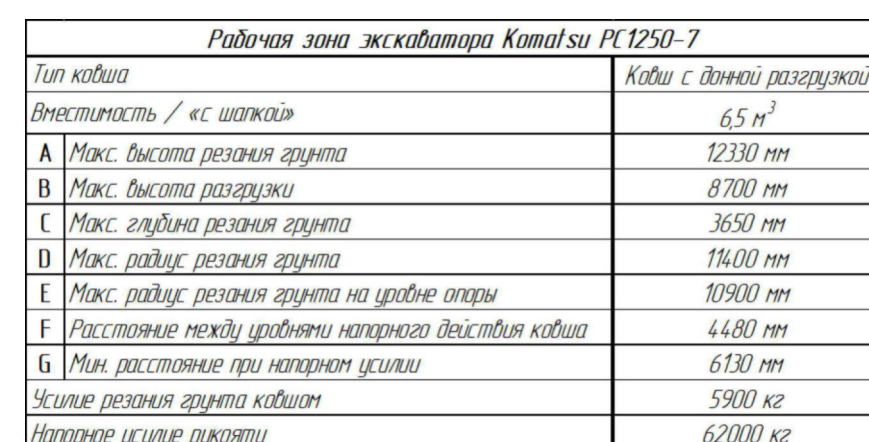 Рабочая зона экскаватора Komatsu PC1250-7
Тип ковша Ковш с донной разгрузкой
Вместимость / «с шапкой» 6,5 м³
A Макс. высота резания грунта 12330 мм
B Макс. высота разгрузки 8700 мм
C Макс. глубина резания грунта 3650 мм
D Макс. радиус резания грунта 11400 мм
E Макс. радиус резания грунта на уровне опоры 10900 мм
F Расстояние между уровнями напорного действия ковша 4480 мм
G Мин. расстояние при напорном усилии 6130 мм
Усилие резания грунта ковшом 5900 кг
Напорное усилие рукояти 62000 кг